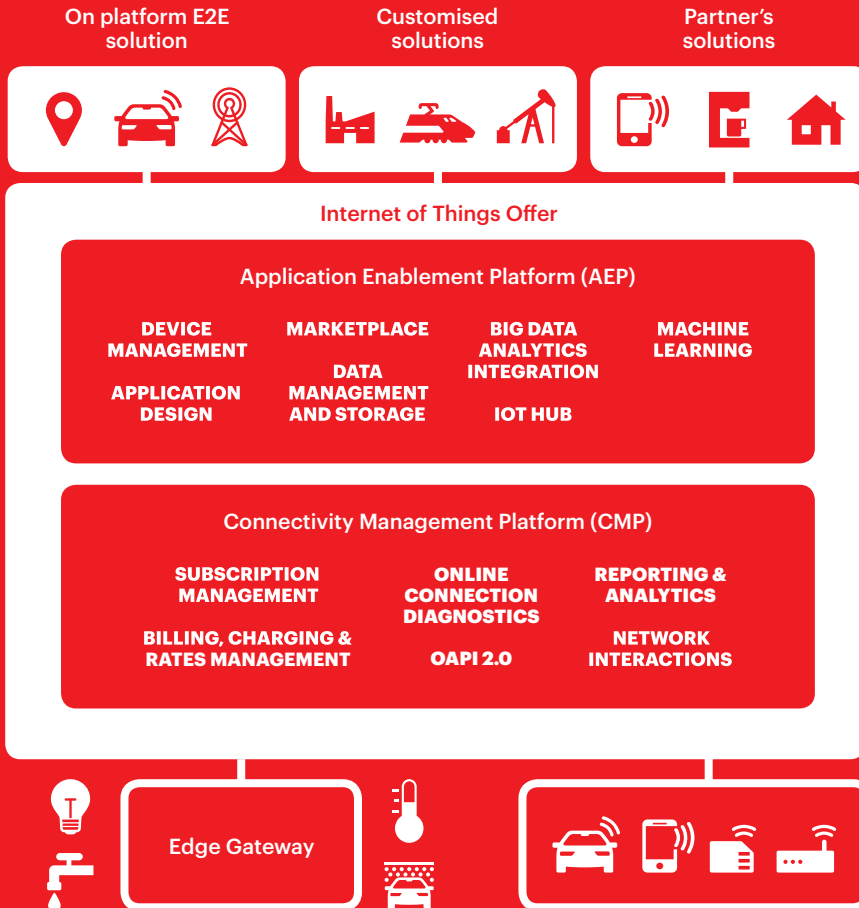 On platform E2E
solution
Customised
solutions
Partner's
solutions
Internet of Things Offer
Application Enablement Platform (AEP)
DEVICE
MANAGEMENT
APPLICATION
DESIGN
MARKETPLACE
DATA
MANAGEMENT
AND STORAGE
BIG DATA
ANALYTICS
INTEGRATION
IOT HUB
MACHINE
LEARNING
Connectivity Management Platform (CMP)
SUBSCRIPTION
MANAGEMENT
BILLING, CHARGING &
RATES MANAGEMENT
ONLINE
CONNECTION
DIAGNOSTICS
OAPI 2.0
REPORTING &
ANALYTICS
NETWORK
INTERACTIONS
Edge Gateway